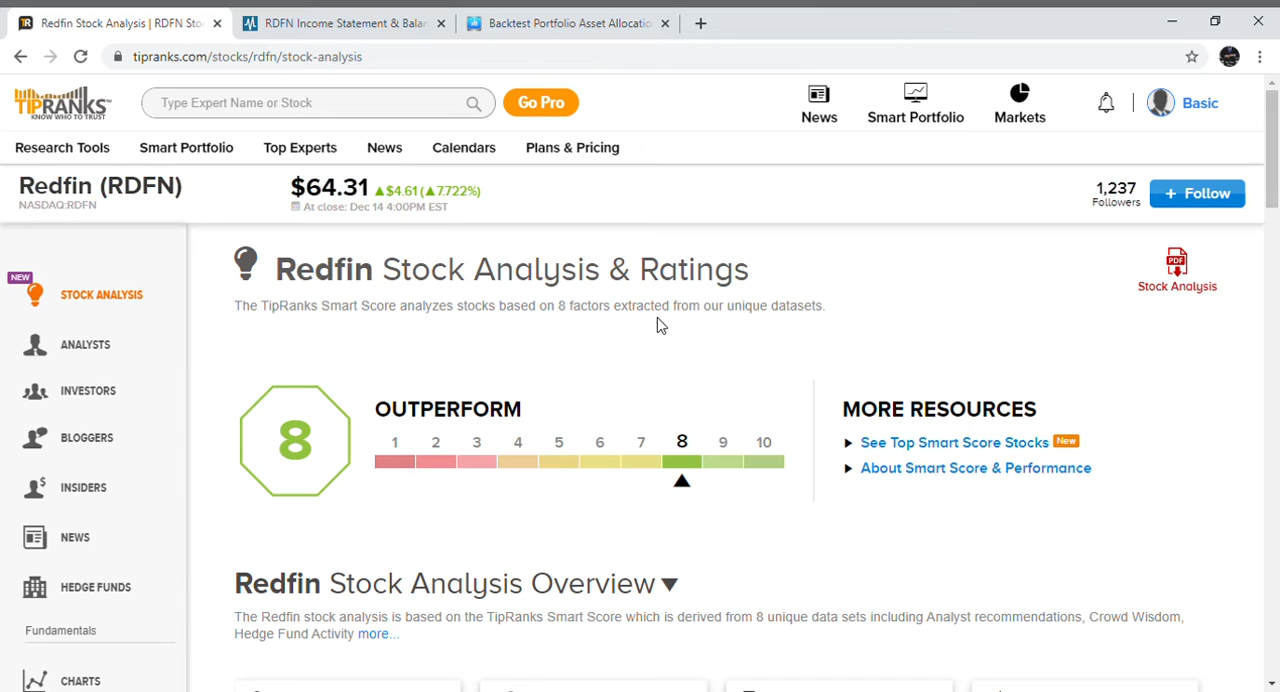 Redfin Stock Analysis | RDFN Sto
RDFN Income Statement & Balan
Backtest Portfolio Asset Allocatio
tipranks.com/stocks/rdfn/stock-analysis
TIPRANKS
KNOW WHO TO TRUST
Type Expert Name or Stock
Go Pro
News
Smart Portfolio
Markets
Basic
Research Tools
Smart Portfolio
Top Experts
News
Calendars
Plans & Pricing
Redfin (RDFN)
NASDAQ:RDFN
$64.31 ▲$4.61 (▲7.722%)
At close: Dec 14 4:00PM EST
1,237
Followers
+ Follow
NEW
STOCK ANALYSIS
ANALYSTS
INVESTORS
BLOGGERS
INSIDERS
NEWS
HEDGE FUNDS
Fundamentals
CHARTS
Redfin Stock Analysis & Ratings
The TipRanks Smart Score analyzes stocks based on 8 factors extracted from our unique datasets.
PDF
Stock Analysis
8
OUTPERFORM
1 2 3 4 5 6 7 8 9 10
MORE RESOURCES
See Top Smart Score Stocks New
About Smart Score & Performance
Redfin Stock Analysis Overview
The Redfin stock analysis is based on the TipRanks Smart Score which is derived from 8 unique data sets including Analyst recommendations, Crowd Wisdom,
Hedge Fund Activity more...